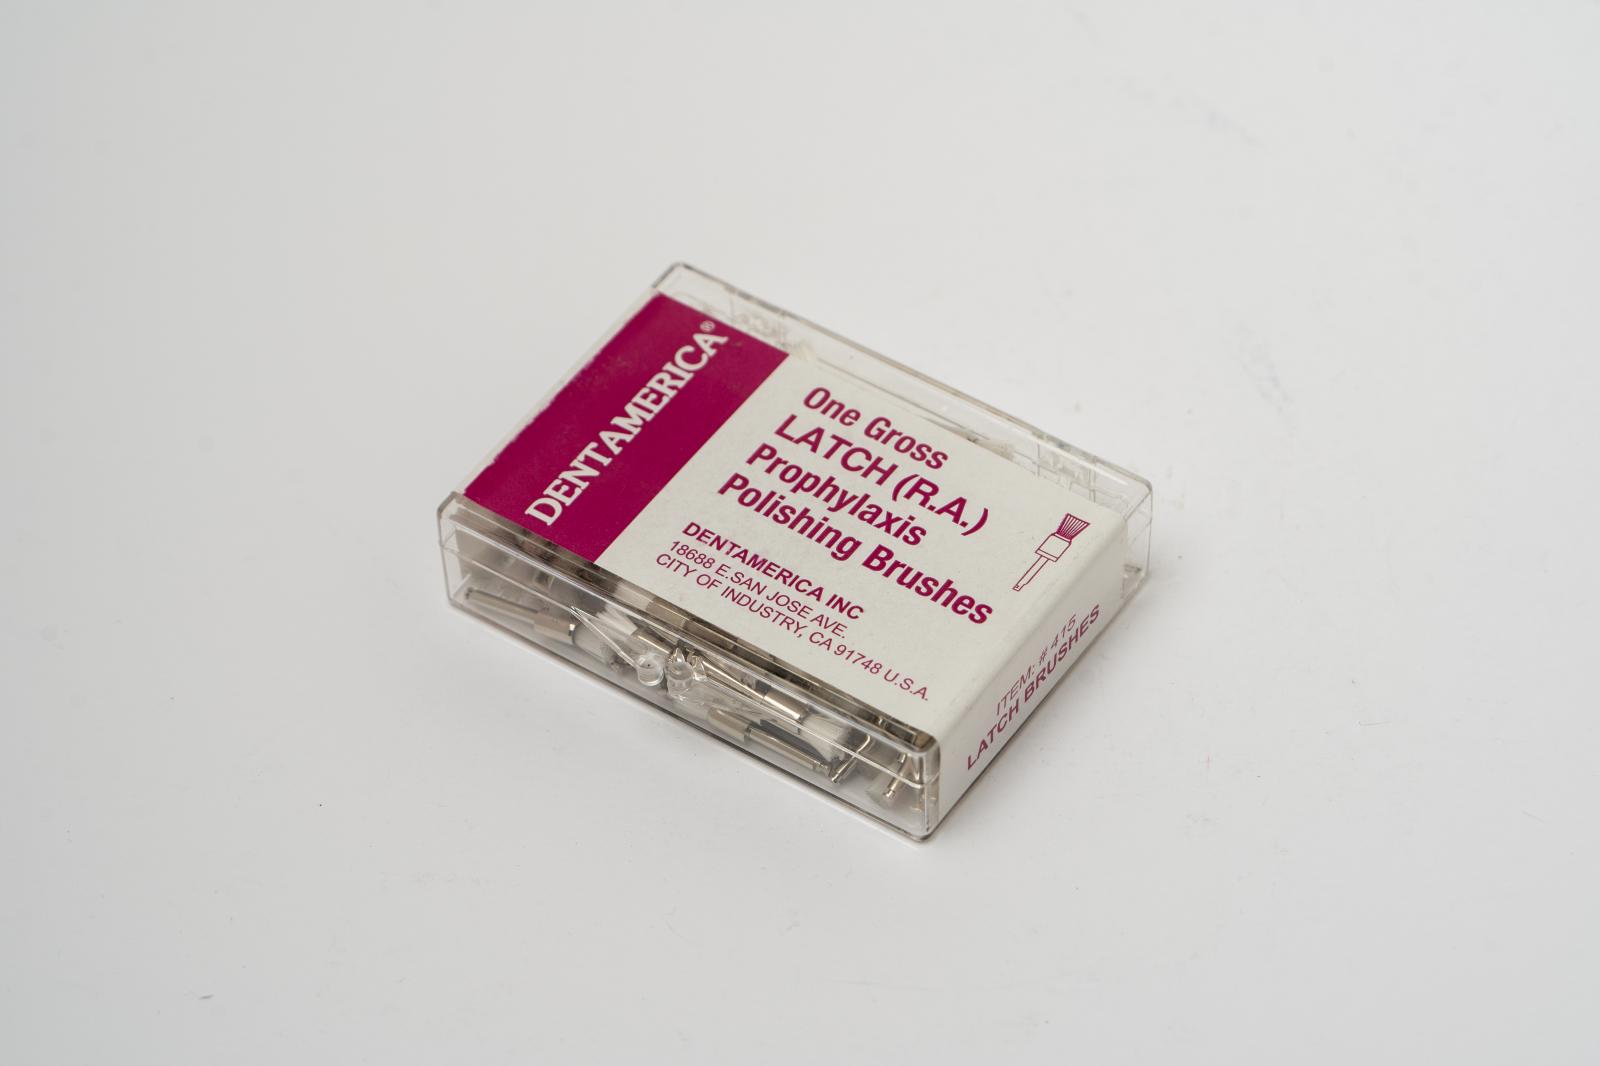 DENTAMERICA®
One Gross
LATCH (R.A.)
Prophylaxis
Polishing Brushes
DENTAMERICA INC
18688 E.SAN JOSE AVE.
CITY OF INDUSTRY, CA 91748 U.S.A.
ITEM: # 415
LATCH BRUSHES